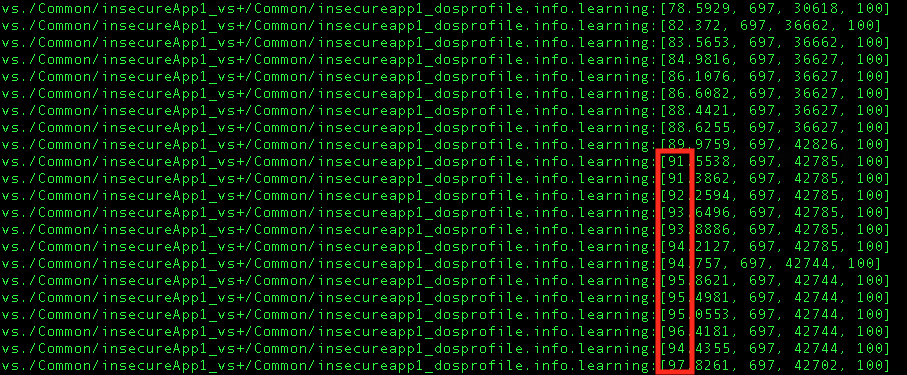 vs./Common/insecureApp1_vs+/Common/insecureapp1_dosprofile.info.learning:[78.5929, 697, 30618, 100]
vs./Common/insecureApp1_vs+/Common/insecureapp1_dosprofile.info.learning:[82.372, 697, 36662, 100]
vs./Common/insecureApp1_vs+/Common/insecureapp1_dosprofile.info.learning:[83.5653, 697, 36662, 100]
vs./Common/insecureApp1_vs+/Common/insecureapp1_dosprofile.info.learning:[84.9816, 697, 36627, 100]
vs./Common/insecureApp1_vs+/Common/insecureapp1_dosprofile.info.learning:[86.1076, 697, 36627, 100]
vs./Common/insecureApp1_vs+/Common/insecureapp1_dosprofile.info.learning:[86.6082, 697, 36627, 100]
vs./Common/insecureApp1_vs+/Common/insecureapp1_dosprofile.info.learning:[88.4421, 697, 36627, 100]
vs./Common/insecureApp1_vs+/Common/insecureapp1_dosprofile.info.learning:[88.6255, 697, 36627, 100]
vs./Common/insecureApp1_vs+/Common/insecureapp1_dosprofile.info.learning:[89.9759, 697, 42826, 100]
vs./Common/insecureApp1_vs+/Common/insecureapp1_dosprofile.info.learning:[91.5538, 697, 42785, 100]
vs./Common/insecureApp1_vs+/Common/insecureapp1_dosprofile.info.learning:[91.3862, 697, 42785, 100]
vs./Common/insecureApp1_vs+/Common/insecureapp1_dosprofile.info.learning:[92.2594, 697, 42785, 100]
vs./Common/insecureApp1_vs+/Common/insecureapp1_dosprofile.info.learning:[93.6496, 697, 42785, 100]
vs./Common/insecureApp1_vs+/Common/insecureapp1_dosprofile.info.learning:[93.8886, 697, 42785, 100]
vs./Common/insecureApp1_vs+/Common/insecureapp1_dosprofile.info.learning:[94.2127, 697, 42785, 100]
vs./Common/insecureApp1_vs+/Common/insecureapp1_dosprofile.info.learning:[94.757, 697, 42744, 100]
vs./Common/insecureApp1_vs+/Common/insecureapp1_dosprofile.info.learning:[95.8621, 697, 42744, 100]
vs./Common/insecureApp1_vs+/Common/insecureapp1_dosprofile.info.learning:[95.4981, 697, 42744, 100]
vs./Common/insecureApp1_vs+/Common/insecureapp1_dosprofile.info.learning:[95.0553, 697, 42744, 100]
vs./Common/insecureApp1_vs+/Common/insecureapp1_dosprofile.info.learning:[96.4181, 697, 42744, 100]
vs./Common/insecureApp1_vs+/Common/insecureapp1_dosprofile.info.learning:[94.4355, 697, 42744, 100]
vs./Common/insecureApp1_vs+/Common/insecureapp1_dosprofile.info.learning:[97.8261, 697, 42702, 100]